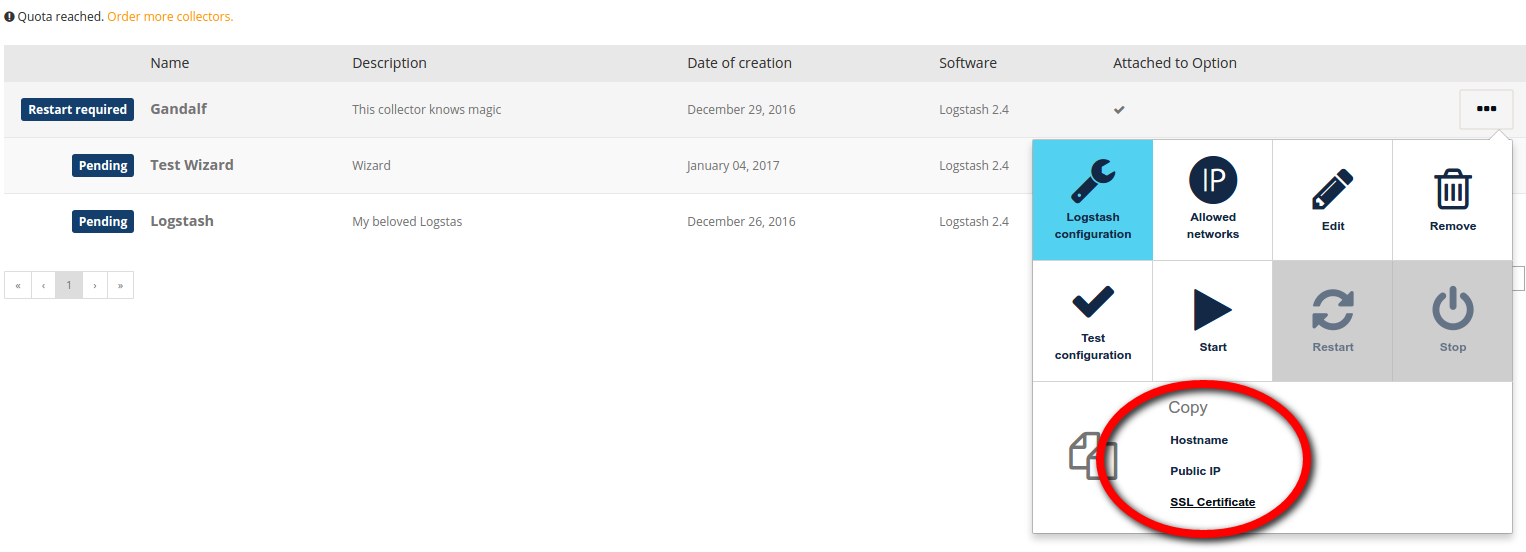 Quota reached. Order more collectors.
Name Description Date of creation Software Attached to Option
Restart required Gandalf This collector knows magic December 29, 2016 Logstash 2.4
Pending Test Wizard Wizard January 04, 2017 Logstash 2.4
Pending Logstash My beloved Logstas December 26, 2016 Logstash 2.4
« ‹ 1 › »
Logstash
configuration
IP
Allowed
networks
Edit
Remove
Test
configuration
Start
Restart
Stop
Copy
Hostname
Public IP
SSL Certificate